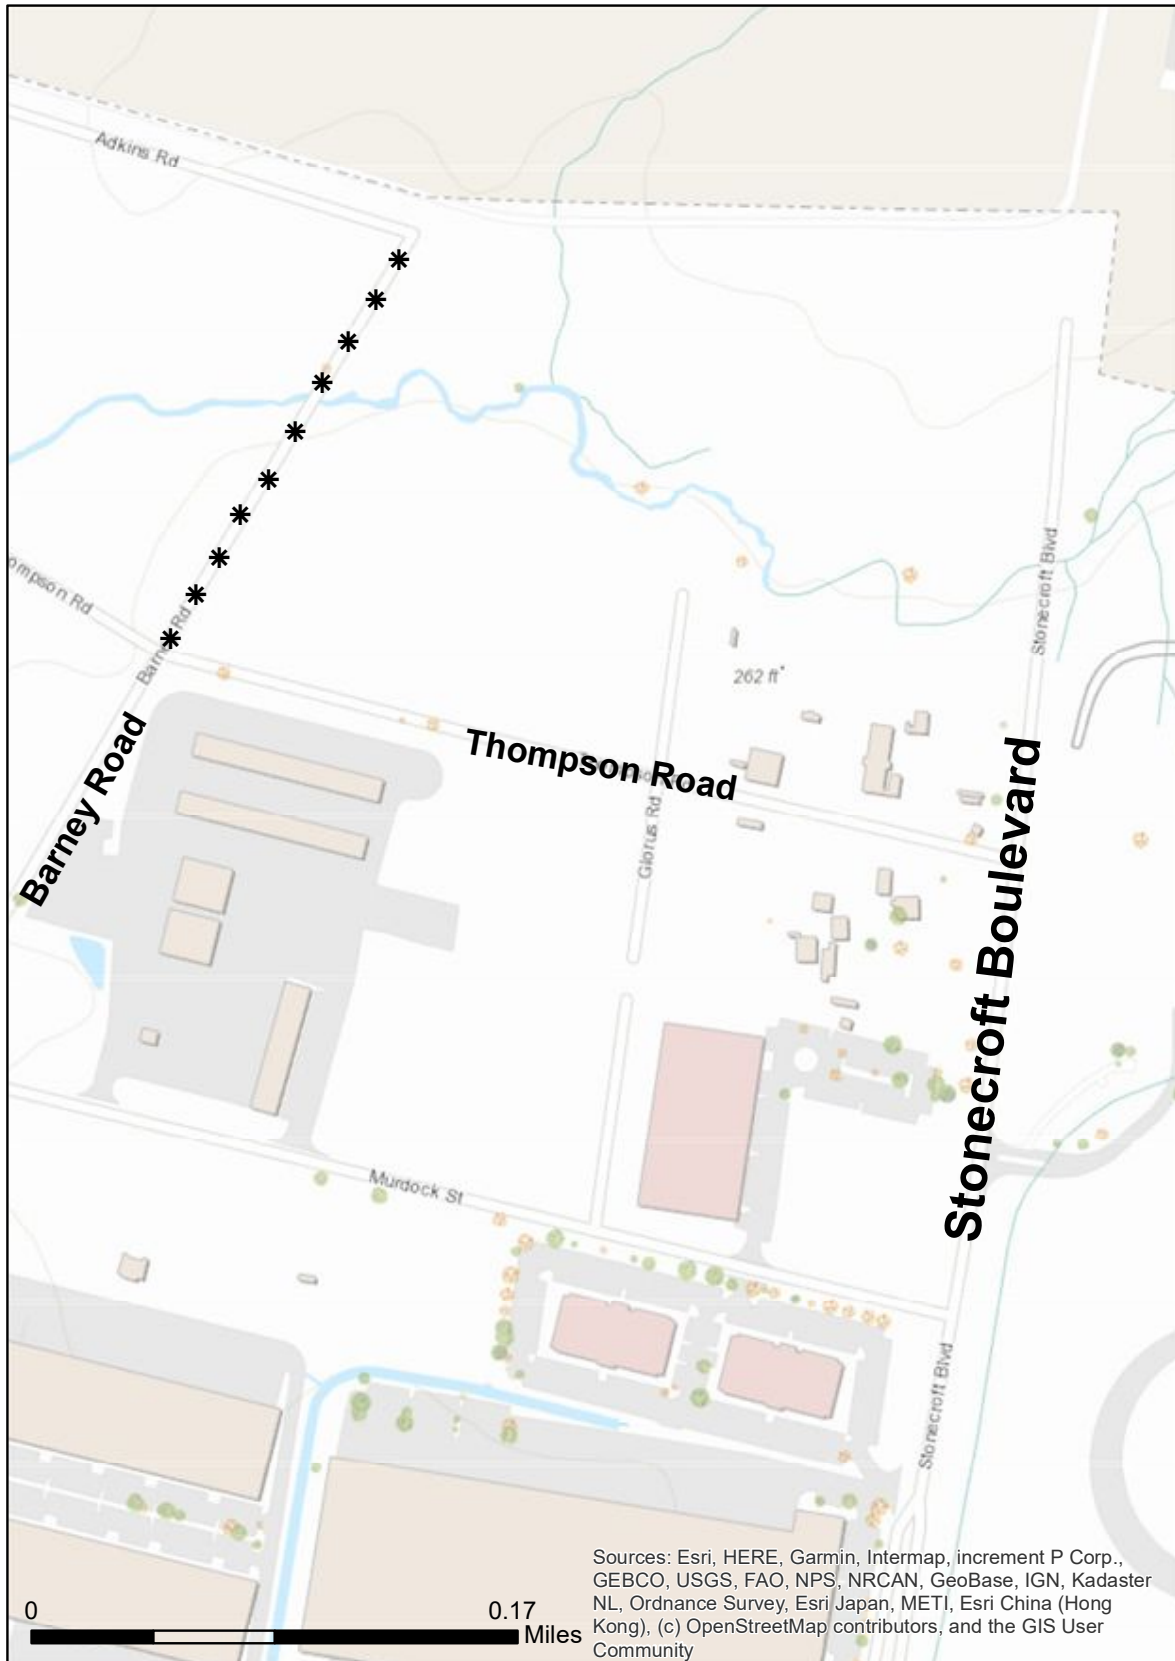 Adkins Rd
ompson Rd
Barney Rd
Stonecroft Blvd
262 ft
Barney Road
Thompson Road
Glorus Rd
Stonecroft Boulevard
Murdock St
Stonecroft Blvd
0
0.17
Miles
Sources: Esri, HERE, Garmin, Intermap, increment P Corp.,
GEBCO, USGS, FAO, NPS, NRCAN, GeoBase, IGN, Kadaster
NL, Ordnance Survey, Esri Japan, METI, Esri China (Hong
Kong), (c) OpenStreetMap contributors, and the GIS User
Community